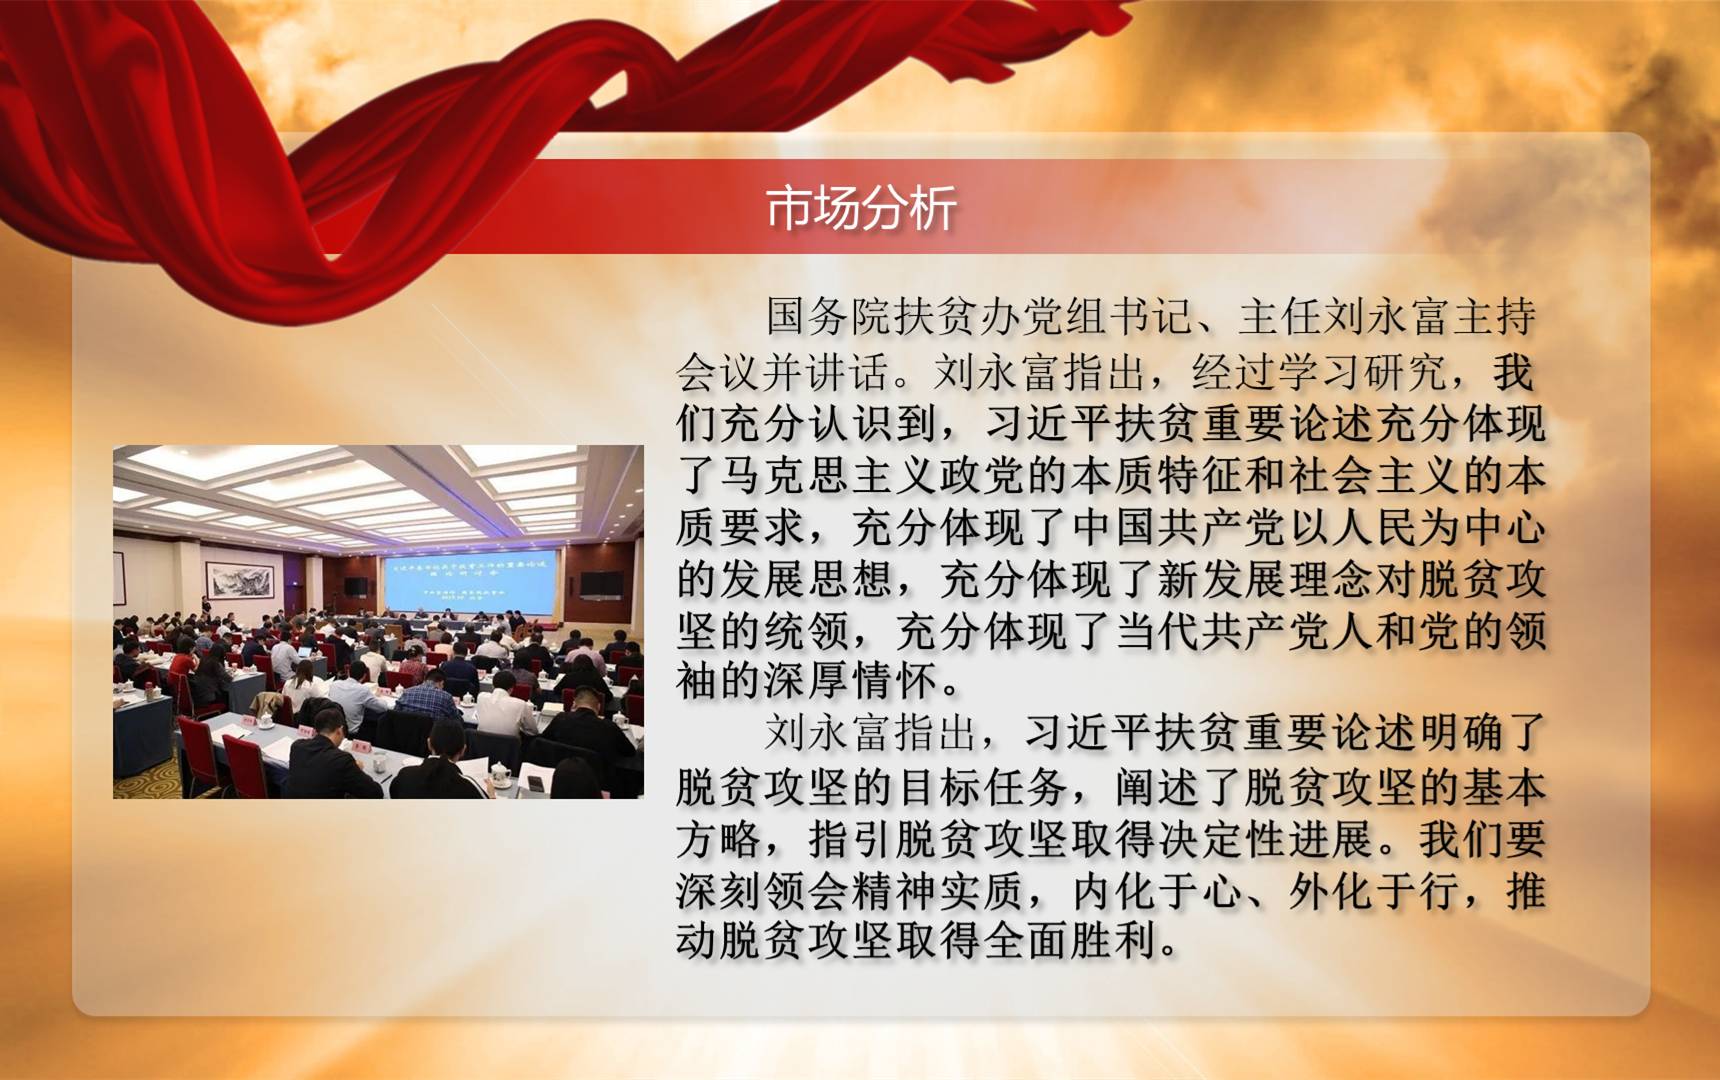 市场分析
国务院扶贫办党组书记、主任刘永富主持
会议并讲话。刘永富指出，经过学习研究，我
们充分认识到，习近平扶贫重要论述充分体现
了马克思主义政党的本质特征和社会主义的本
质要求，充分体现了中国共产党以人民为中心
的发展思想，充分体现了新发展理念对脱贫攻
坚的统领，充分体现了当代共产党人和党的领
袖的深厚情怀。
刘永富指出，习近平扶贫重要论述明确了
脱贫攻坚的目标任务，阐述了脱贫攻坚的基本
方略，指引脱贫攻坚取得决定性进展。我们要
深刻领会精神实质，内化于心、外化于行，推
动脱贫攻坚取得全面胜利。